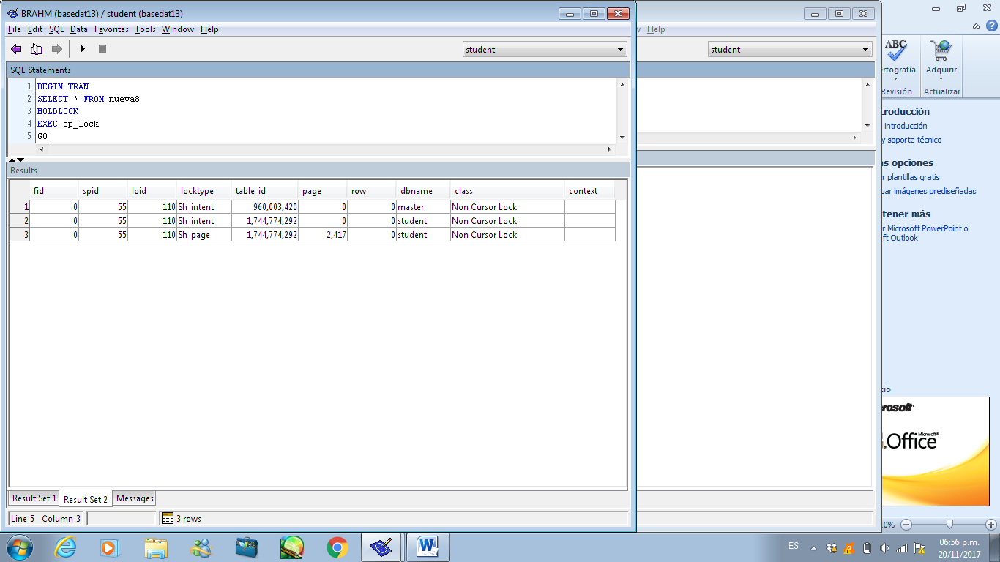 BRAHM (basedat13) / student (basedat13)
File Edit SQL Data Favorites Tools Window Help
Help
student
student
SQL Statements
1 BEGIN TRAN
2 SELECT * FROM nueva8
3 HOLDLOCK
4 EXEC sp_lock
5 GO
Results
fid spid loid locktype table_id page row dbname class context
1 0 55 110 Sh_intent 960,003,420 0 0 master Non Cursor Lock
2 0 55 110 Sh_intent 1,744,774,292 0 0 student Non Cursor Lock
3 0 55 110 Sh_page 1,744,774,292 2,417 0 student Non Cursor Lock
Result Set 1 Result Set 2 Messages
Line 5 Column 3 3 rows
ABC
rtografía Adquirir
Revisión Actualizar
troducción
introducción
y soporte técnico
s opciones
r plantillas gratis
gar imágenes prediseñadas
tener más
r Microsoft PowerPoint o
ft Outlook
cio
rosoft
Office Microsoft
0%
ES
06:56 p.m.
20/11/2017